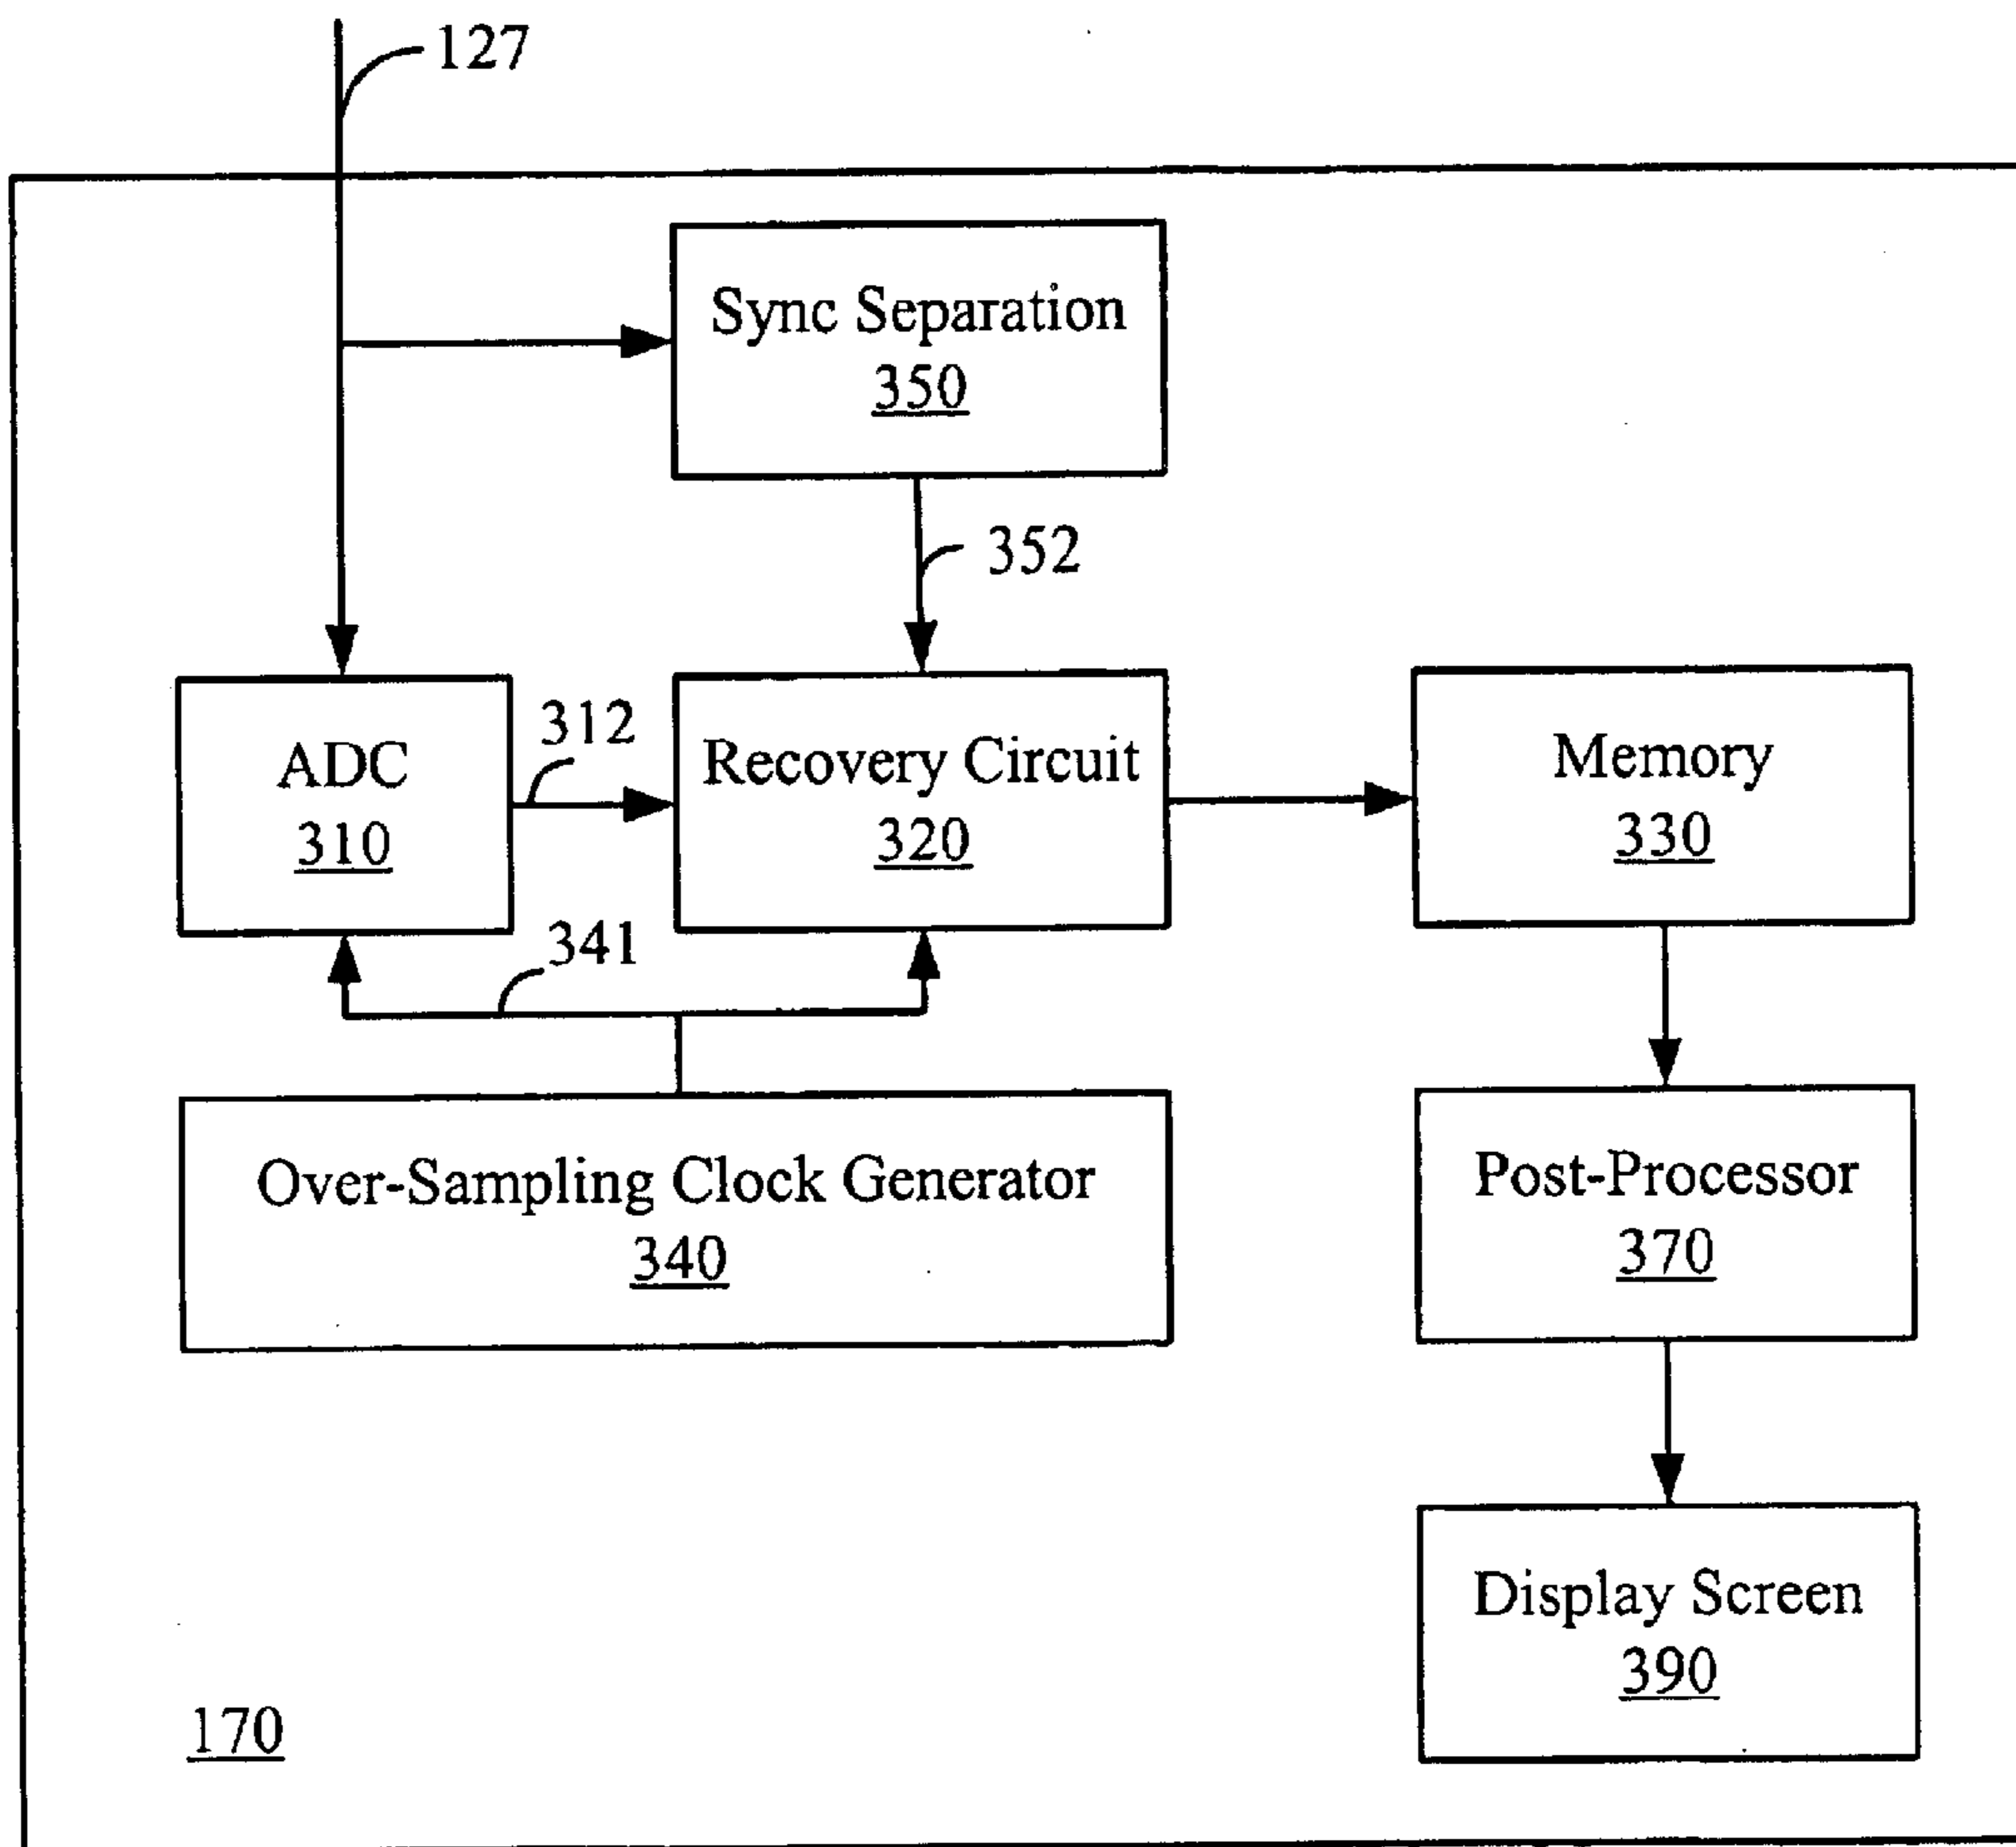 127
Sync Separation
350
352
ADC
310
312
Recovery Circuit
320
Memory
330
341
Over-Sampling Clock Generator
340
Post-Processor
370
Display Screen
390
170